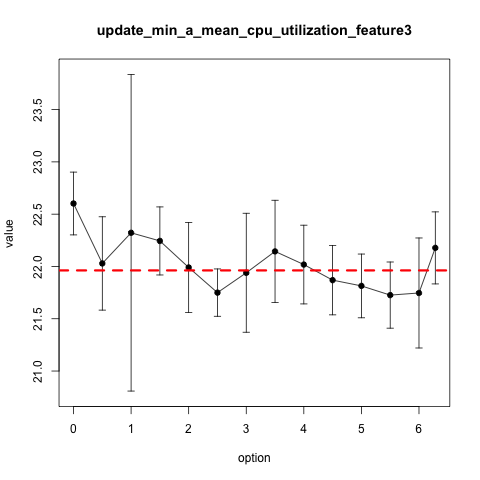 update_min_a_mean_cpu_utilization_feature3
value
23.5
23.0
22.5
22.0
21.5
21.0
0 1 2 3 4 5 6
option